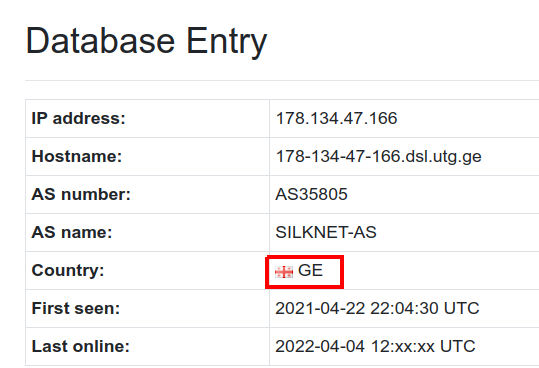 Database Entry
IP address: 178.134.47.166
Hostname: 178-134-47-166.dsl.utg.ge
AS number: AS35805
AS name: SILKNET-AS
Country: GE
First seen: 2021-04-22 22:04:30 UTC
Last online: 2022-04-04 12:xx:xx UTC